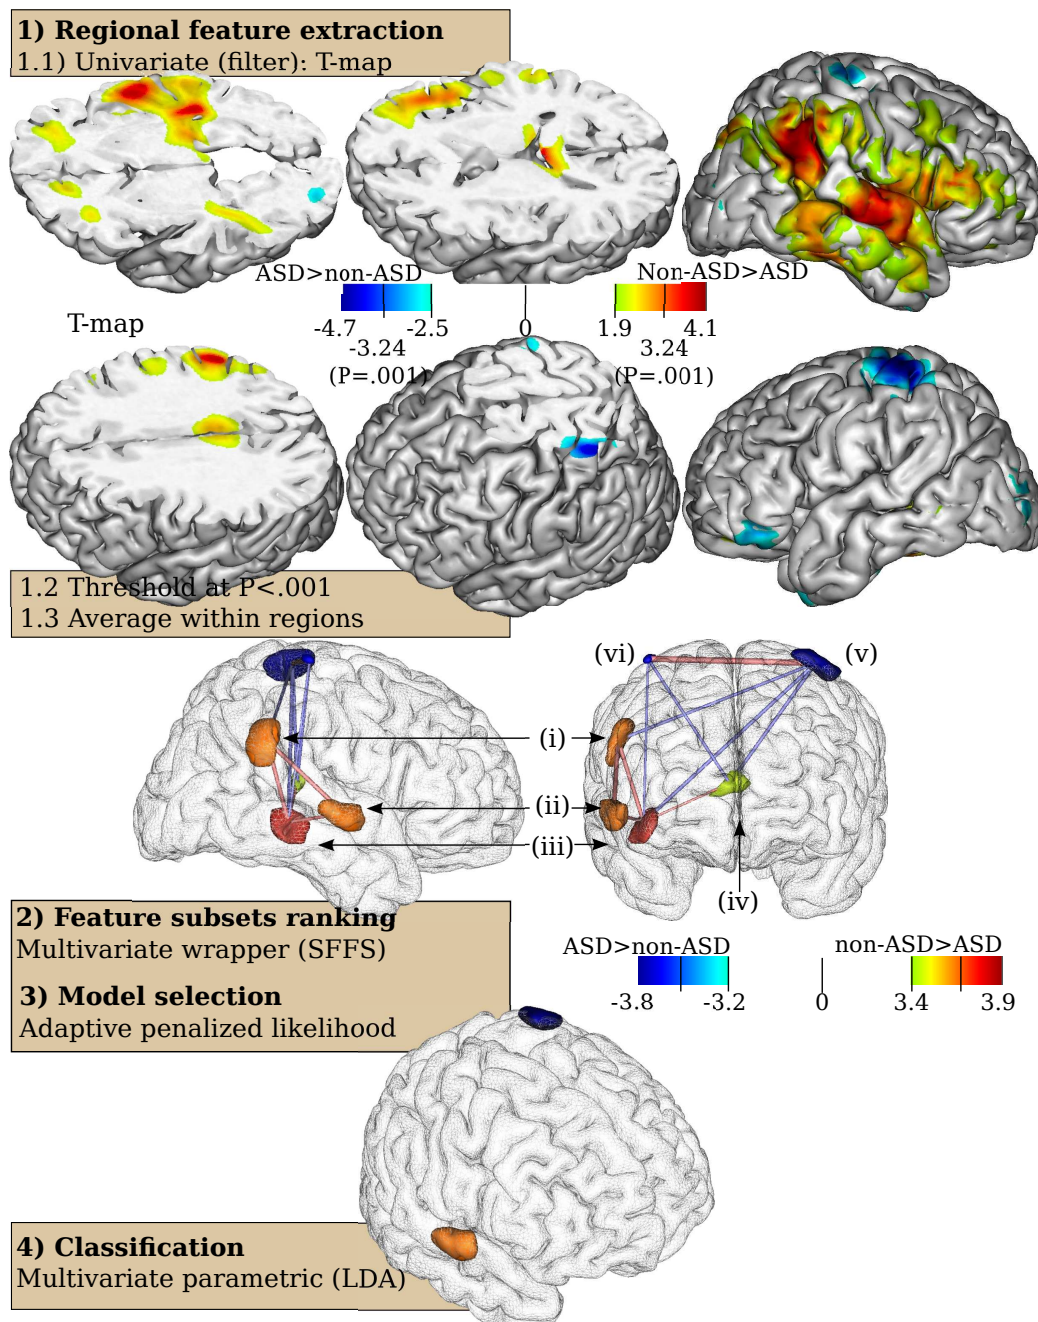 1) Regional feature extraction
1.1) Univariate (filter): T-map
ASD>non-ASD
Non-ASD>ASD
-4.7 -2.5 0 1.9 4.1
-3.24 3.24
(P=.001) (P=.001)
T-map
1.2 Threshold at P<.001
1.3 Average within regions
(vi) (v)
(i)
(ii)
(iii)
(iv)
2) Feature subsets ranking
Multivariate wrapper (SFFS)
ASD>non-ASD non-ASD>ASD
-3.8 -3.2 0 3.4 3.9
3) Model selection
Adaptive penalized likelihood
4) Classification
Multivariate parametric (LDA)